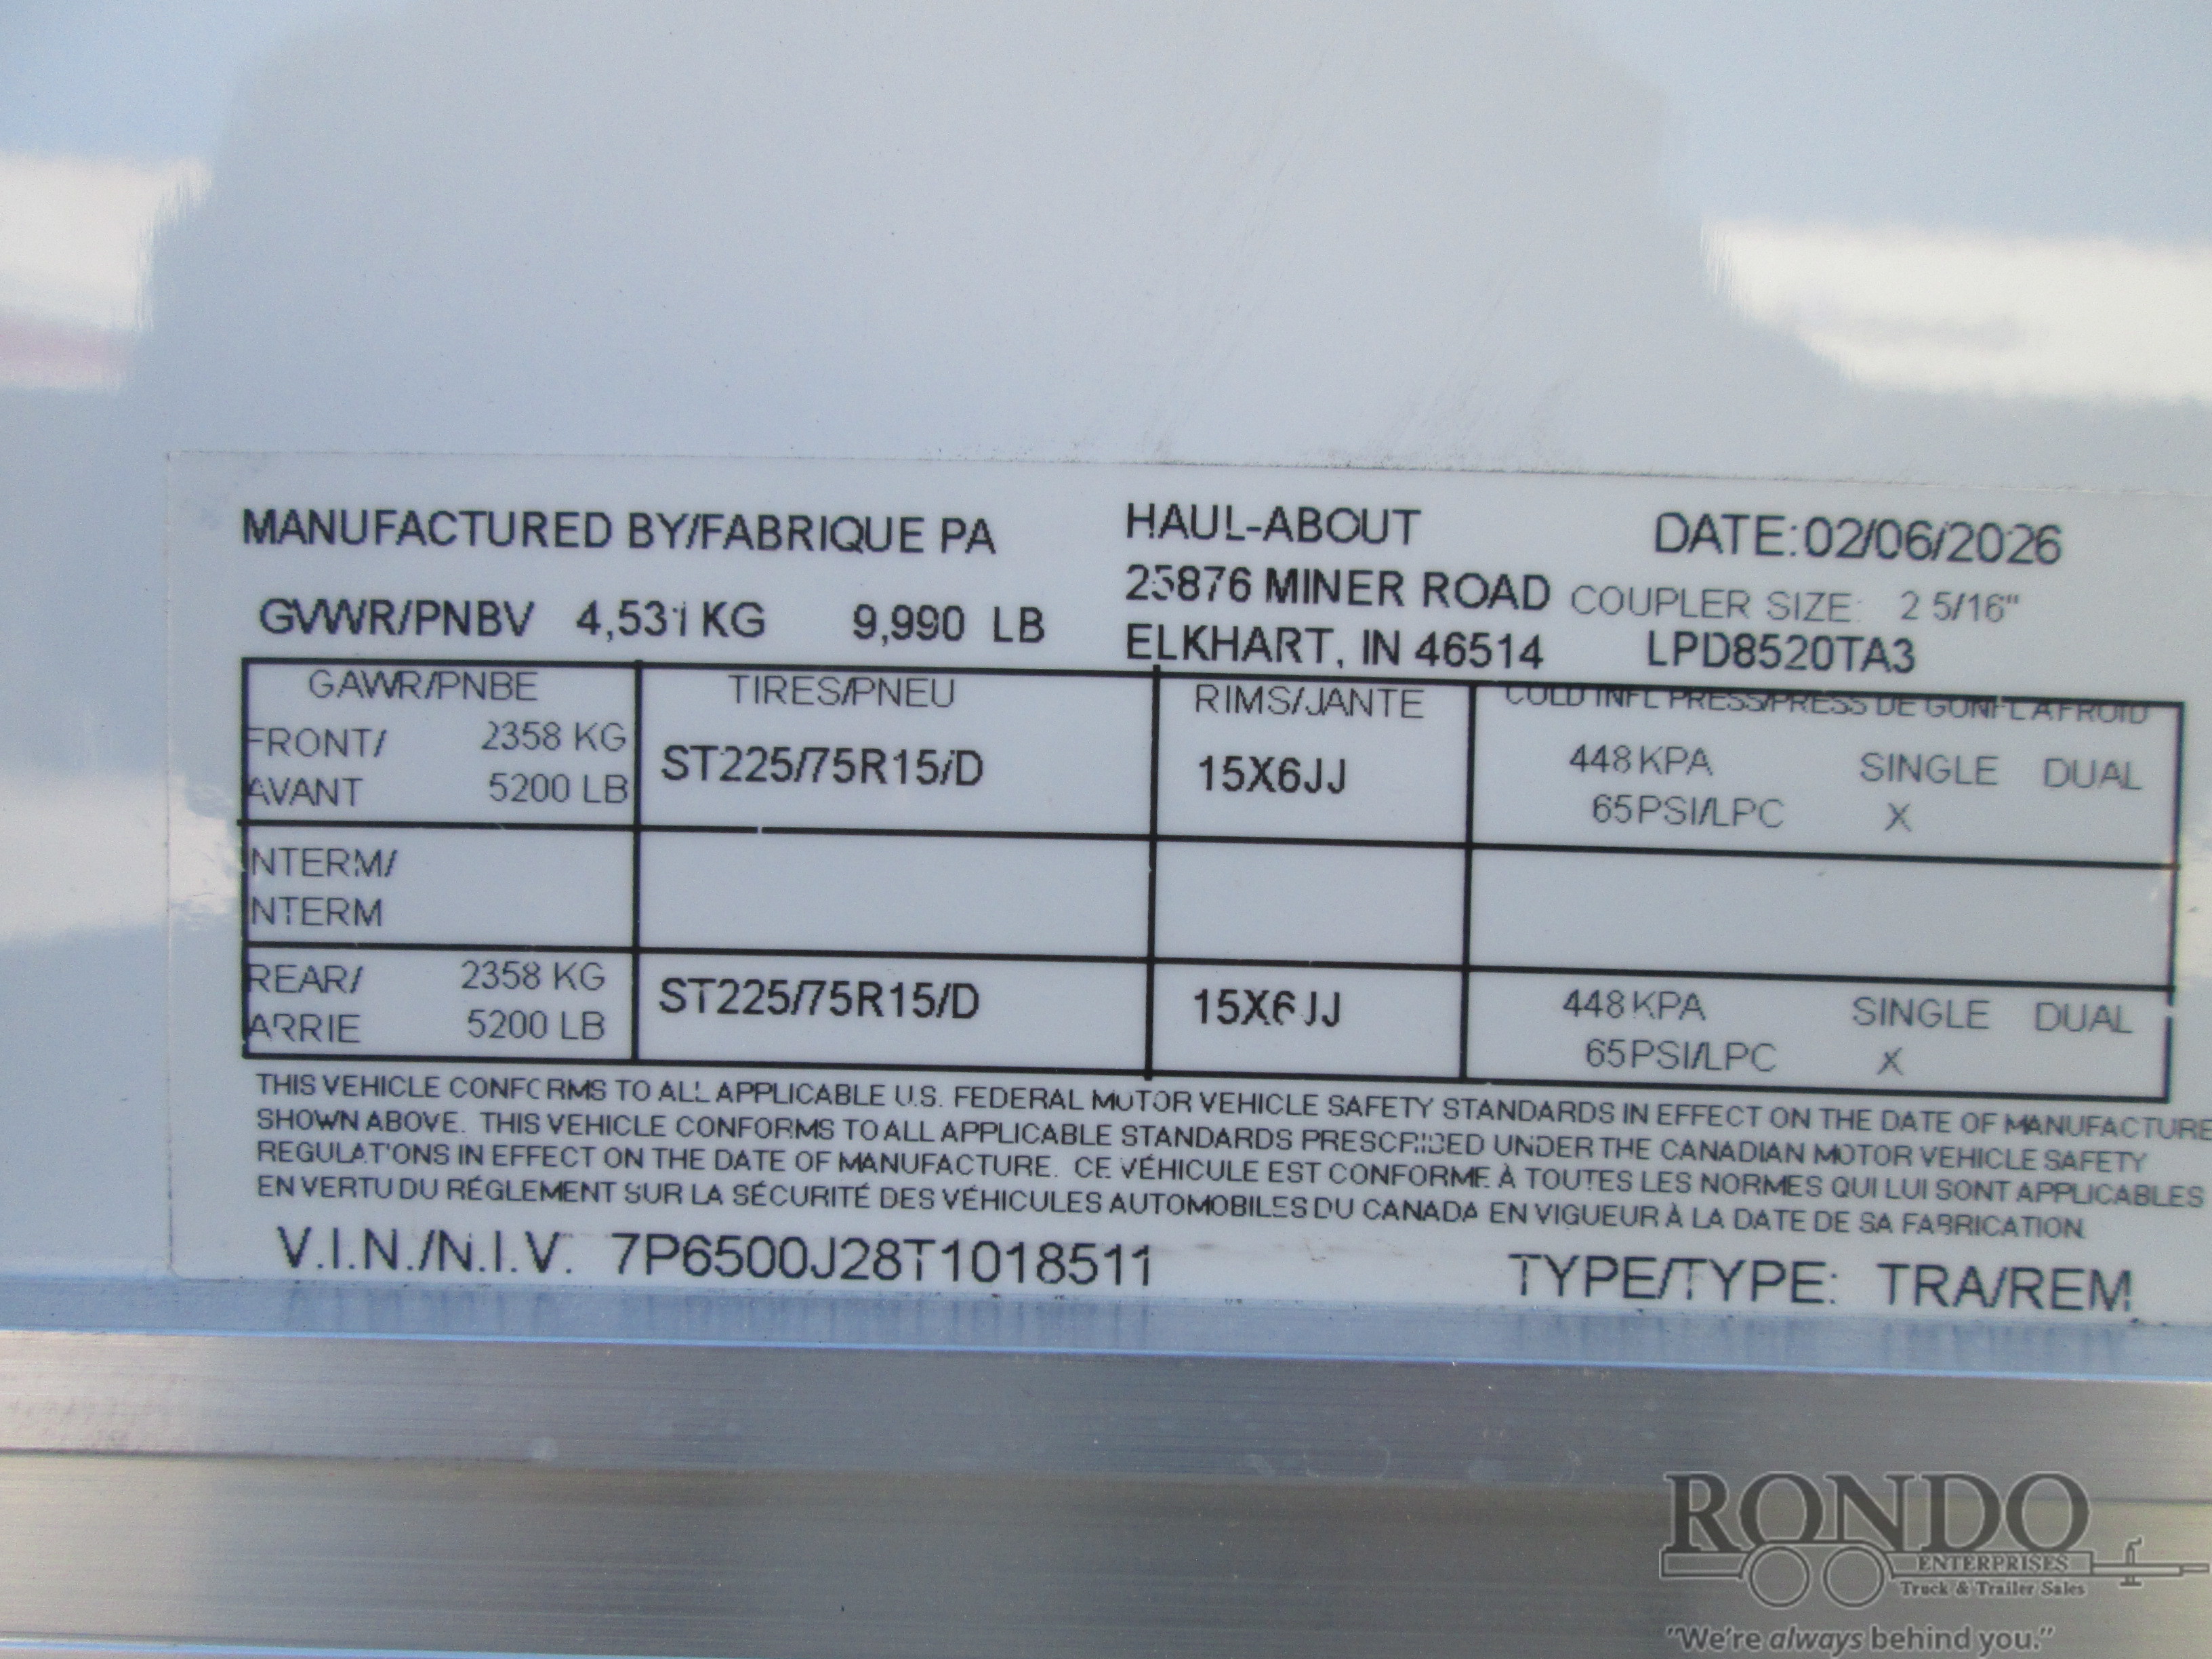 MANUFACTURED BY/FABRIQUE PA HAUL-ABOUT DATE:02/06/2026
25876 MINER ROAD COUPLER SIZE: 2 5/16"
GVWR/PNBV 4,531 KG 9,990 LB ELKHART, IN 46514 LPD8520TA3
GAWR/PNBE TIRES/PNEU RIMS/JANTE COLD INFL PRESS/PRESS DE GONFL A FROID
FRONT/ 2358 KG ST225/75R15/D 15X6JJ 448 KPA SINGLE DUAL
AVANT 5200 LB 65 PSI/LPC X
INTERM/
INTERM
REAR/ 2358 KG ST225/75R15/D 15X6JJ 448 KPA SINGLE DUAL
ARRIE 5200 LB 65 PSI/LPC X
THIS VEHICLE CONFORMS TO ALL APPLICABLE U.S. FEDERAL MOTOR VEHICLE SAFETY STANDARDS IN EFFECT ON THE DATE OF MANUFACTURE
SHOWN ABOVE. THIS VEHICLE CONFORMS TO ALL APPLICABLE STANDARDS PRESCRIBED UNDER THE CANADIAN MOTOR VEHICLE SAFETY
REGULATIONS IN EFFECT ON THE DATE OF MANUFACTURE. CE VÉHICULE EST CONFORME À TOUTES LES NORMES QUI LUI SONT APPLICABLES
EN VERTU DU RÉGLEMENT SUR LA SÉCURITÉ DES VÉHICULES AUTOMOBILES DU CANADA EN VIGUEUR À LA DATE DE SA FABRICATION.
V.I.N./N.I.V. 7P6500J28T1018511 TYPE/TYPE: TRA/REM
RONDO
ENTERPRISES
Truck & Trailer Sales
"We're always behind you."